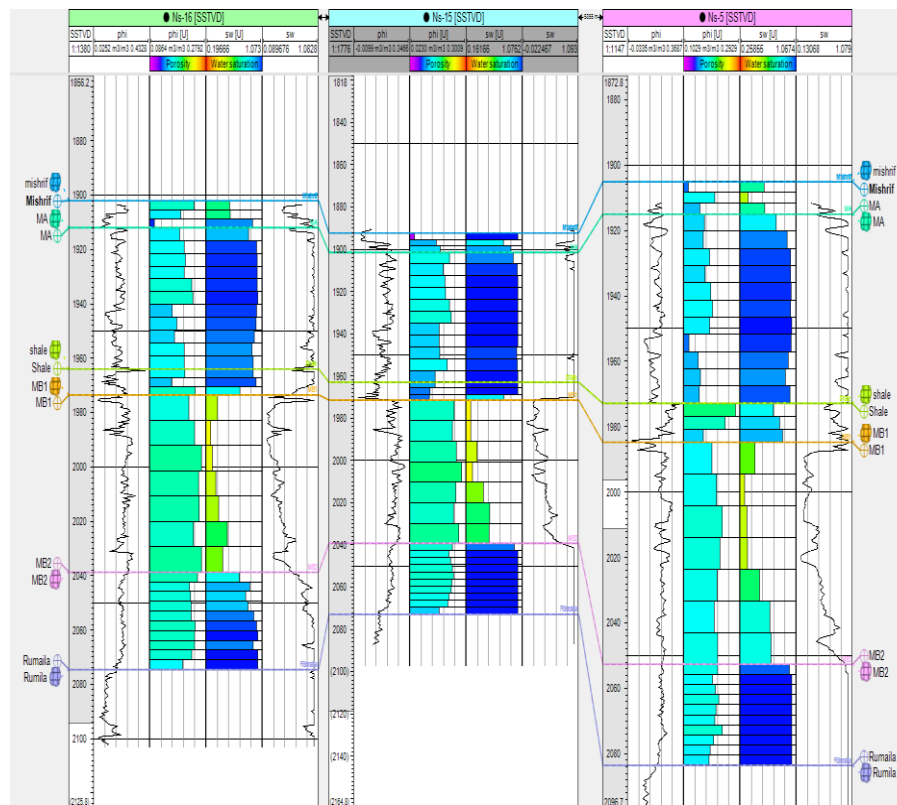 Ns-16 [SSTVD]
Ns-15 [SSTVD]
Ns-5 [SSTVD]
SSTVD phi phi [U] sw [U] sw
SSTVD phi phi [U] sw [U] sw
SSTVD phi phi [U] sw [U] sw
1:1380 0.0252 m3/m3 0.4328 0.0864 m3/m3 0.19666 1.073 0.089676 1.0828
1:1776 -0.0099 m3/m3 0.3466 0.0230 m3/m3 0.3009 0.16166 1.0762 -0.022467 1.093
1:1147 -0.0335 m3/m3 0.1029 m3/m3 0.2929 0.25855 1.0674 0.13068 1.079
Porosity Water saturation
Porosity Water saturation
Porosity Water saturation
1856.2
1880
1900
1920
1940
1960
1980
2000
2020
2040
2060
2080
2100
(2125.8)
1818
1840
1860
1880
1900
1920
1940
1960
1980
2000
2020
2040
2060
2080
(2100)
(2120)
(2140)
(2164.8)
1872.8
1880
1900
1920
1940
1960
1980
2000
2020
2040
2060
2080
2096.7
mishrif
Mishrif
MA
MA
shale
Shale
MB1
MB1
MB2
MB2
Rumaila
Rumila
mishrif
Mishrif
MA
MA
shale
Shale
MB1
MB1
MB2
MB2
Rumaila
Rumila